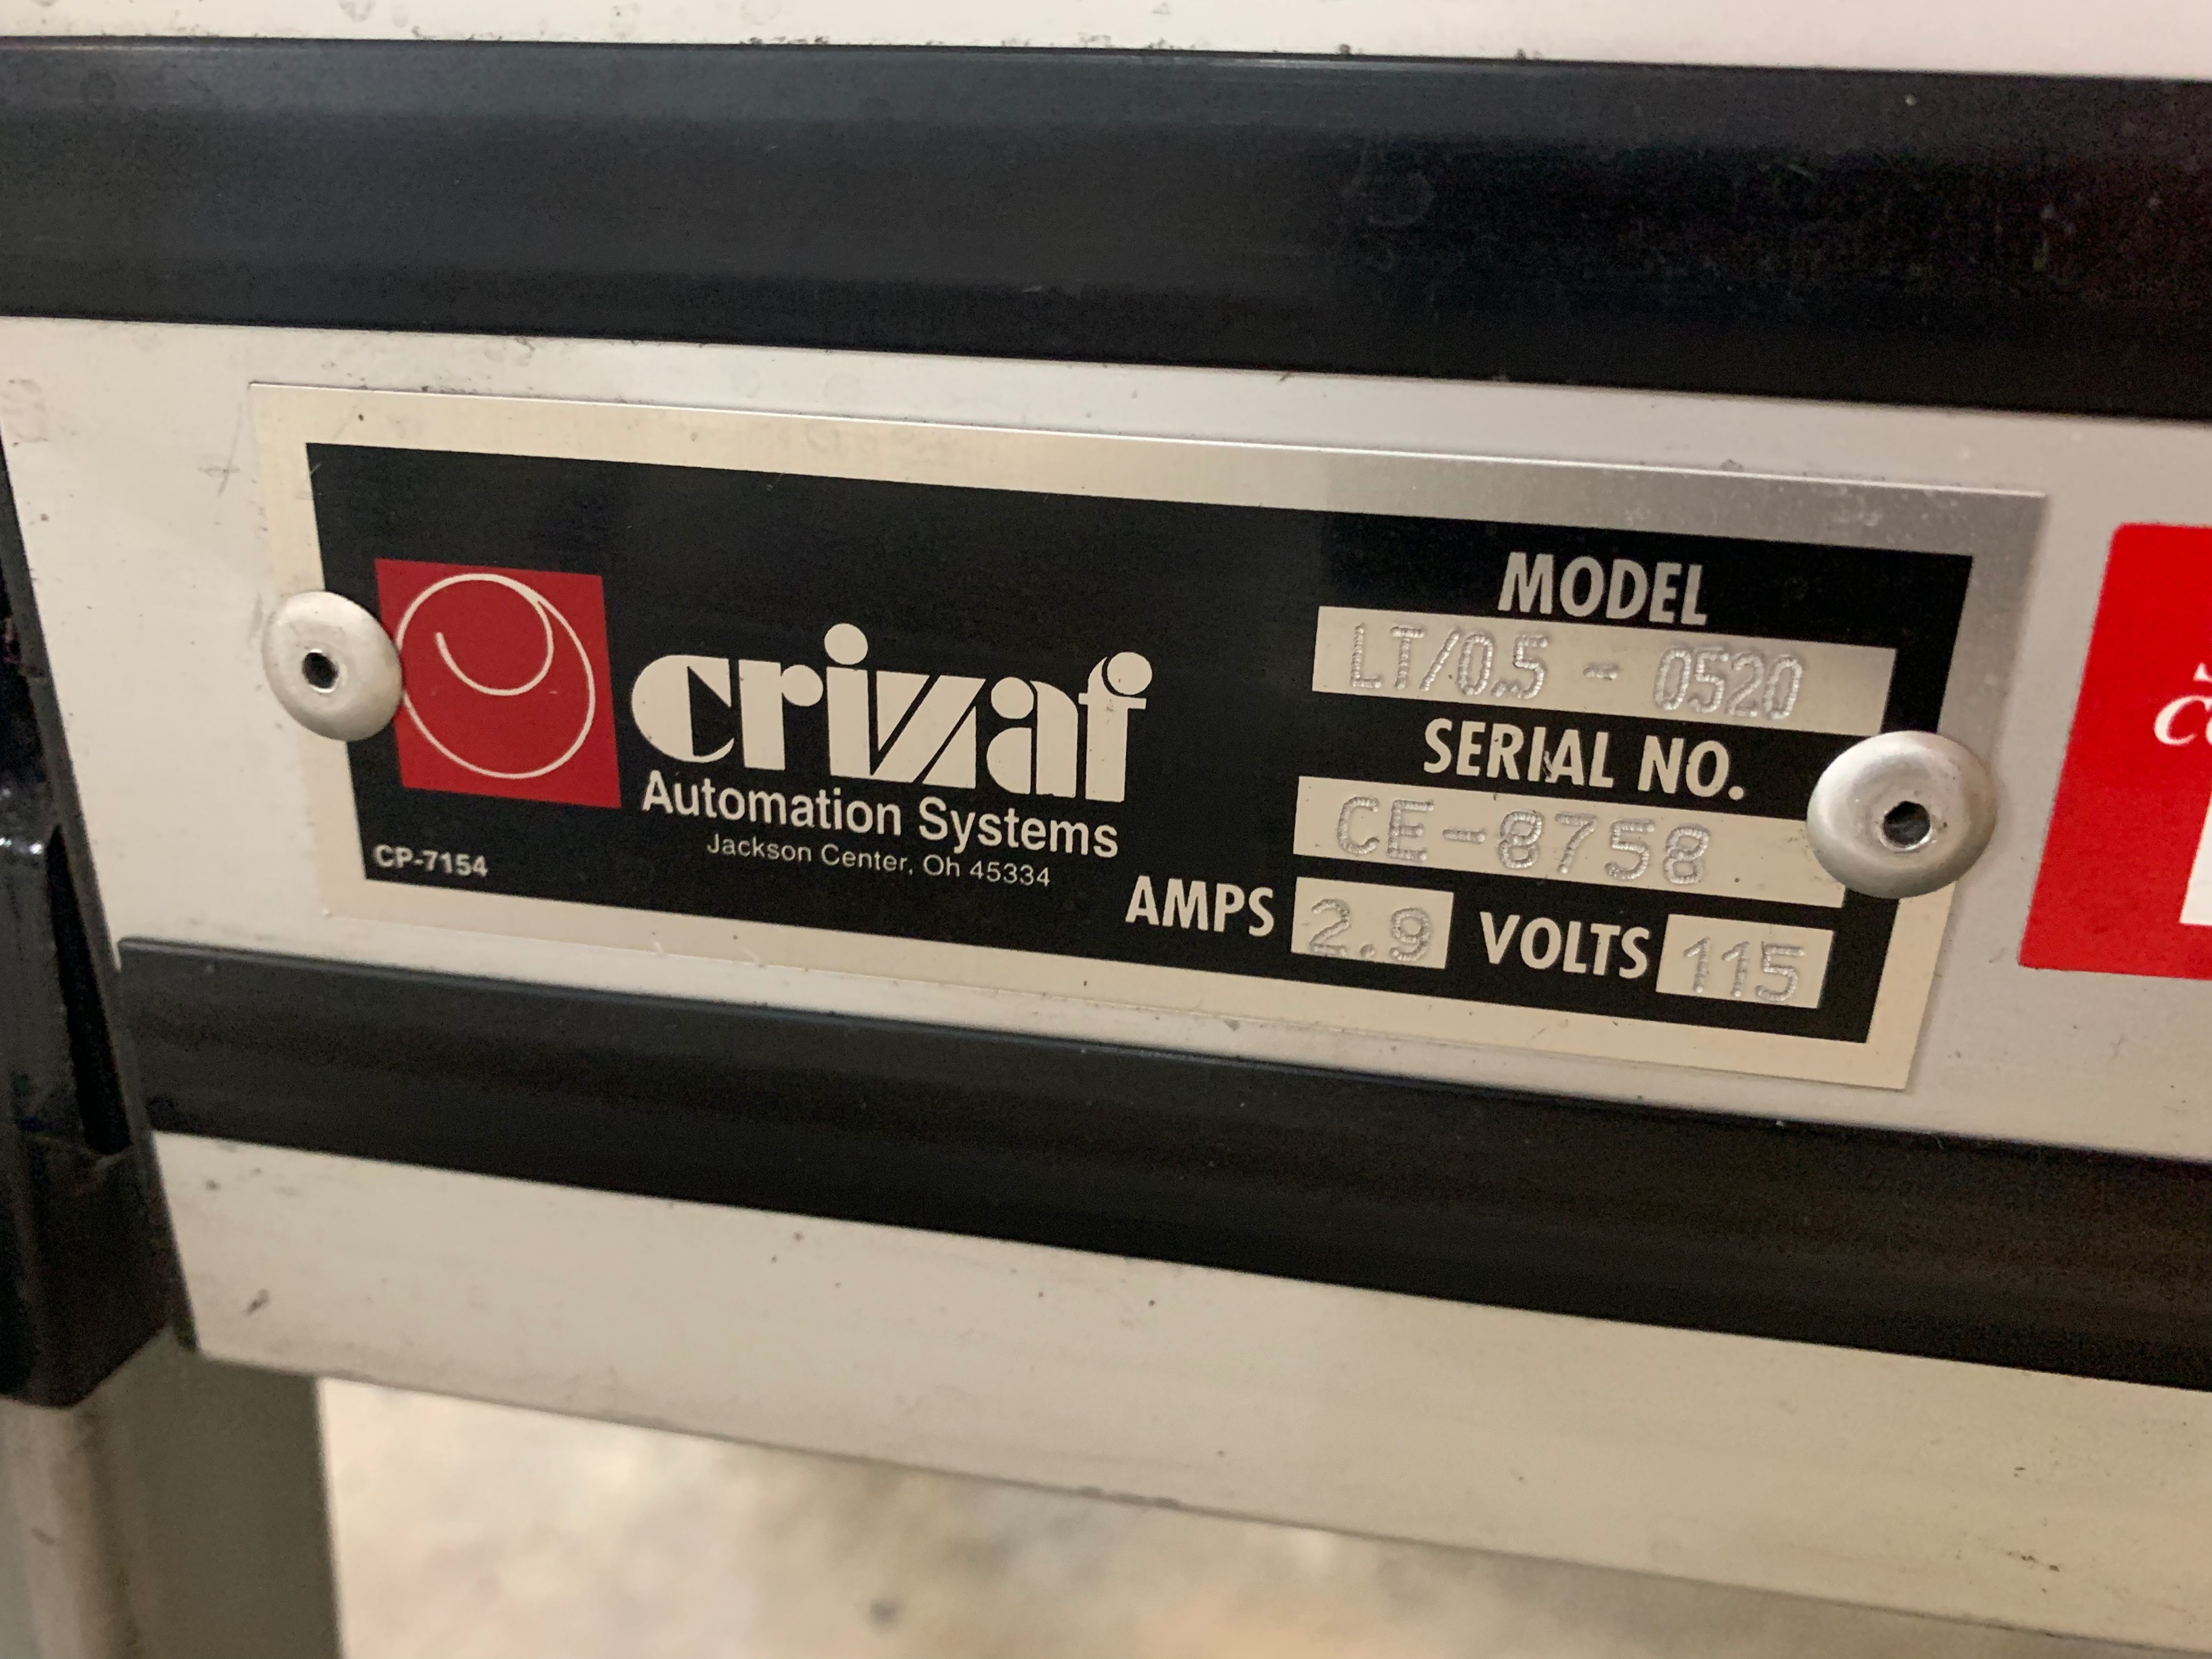 crizaf
Automation Systems
Jackson Center, Oh 45334
CP-7154
MODEL
LT/0.5 - 0520
SERIAL NO.
CE-8758
AMPS 2.9 VOLTS 115